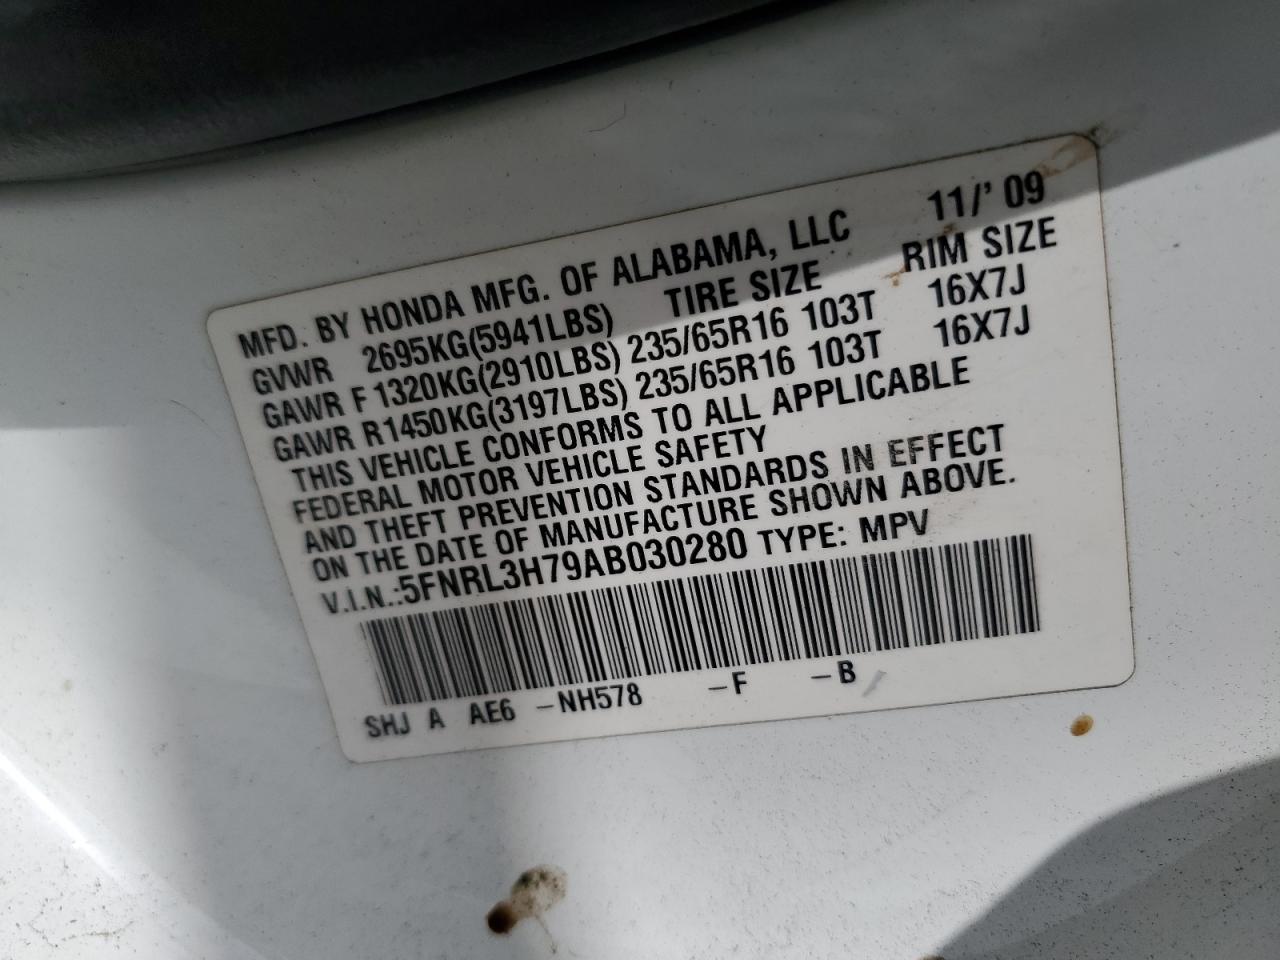 MFD. BY HONDA MFG. OF ALABAMA, LLC 11/' 09
GVWR 2695KG(5941LBS) TIRE SIZE RIM SIZE
GAWR F 1320KG(2910LBS) 235/65R16 103T 16X7J
GAWR R1450KG(3197LBS) 235/65R16 103T 16X7J
THIS VEHICLE CONFORMS TO ALL APPLICABLE
FEDERAL MOTOR VEHICLE SAFETY
AND THEFT PREVENTION STANDARDS IN EFFECT
ON THE DATE OF MANUFACTURE SHOWN ABOVE.
V.I.N.:5FNRL3H79AB030280 TYPE: MPV
SHJ A AE6 -NH578 -F -B